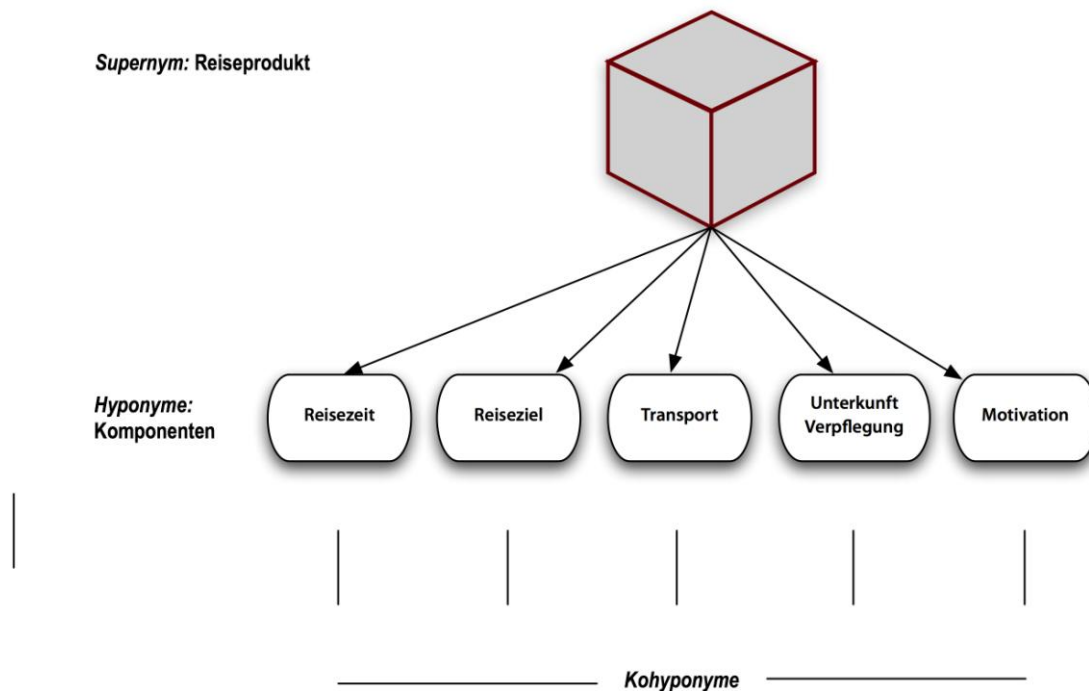 Supernym: Reiseprodukt
Hyponyme:
Komponenten
Reisezeit
Reiseziel
Transport
Unterkunft
Verpflegung
Motivation
Kohyponyme